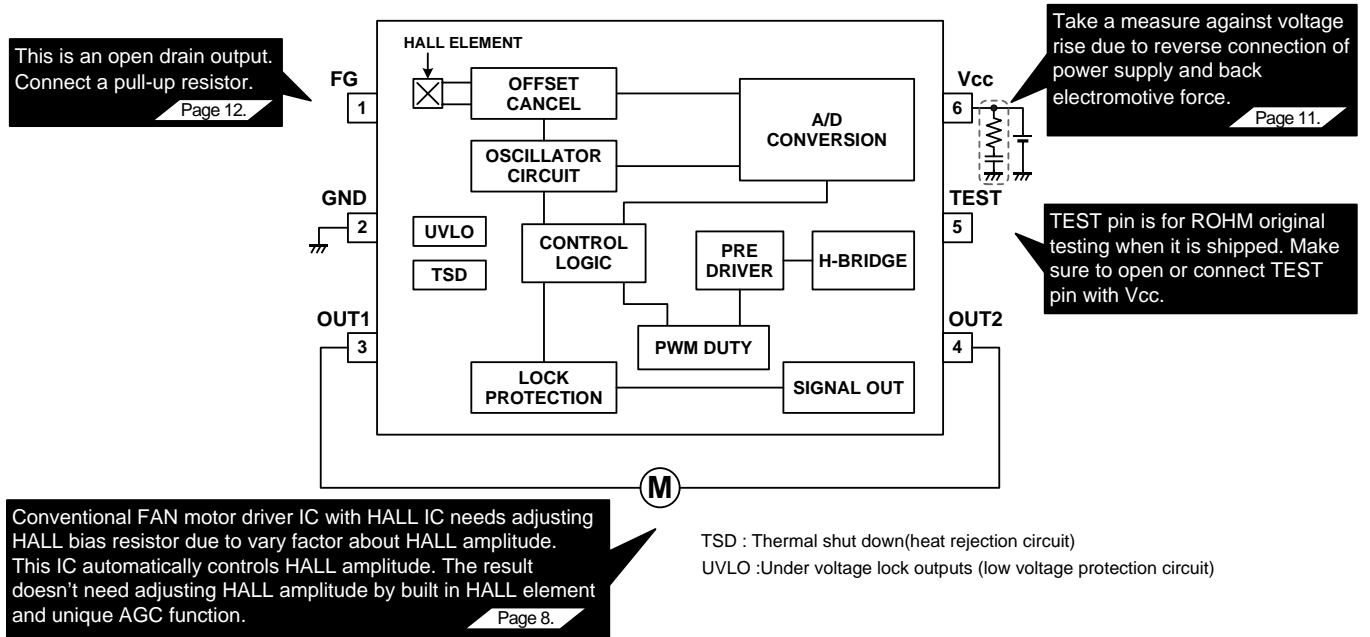 This is an open drain output.
Connect a pull-up resistor.
Page 12.
HALL ELEMENT
OFFSET
CANCEL
A/D
CONVERSION
OSCILLATOR
CIRCUIT
FG
1
Vcc
6
Take a measure against voltage
rise due to reverse connection of
power supply and back
electromotive force.
Page 11.
GND
2
UVLO
TSD
CONTROL
LOGIC
PRE
DRIVER
H-BRIDGE
TEST
5
TEST pin is for ROHM original
testing when it is shipped. Make
sure to open or connect TEST
pin with Vcc.
OUT1
3
PWM DUTY
OUT2
4
LOCK
PROTECTION
SIGNAL OUT
M
Conventional FAN motor driver IC with HALL IC needs adjusting
HALL bias resistor due to vary factor about HALL amplitude.
This IC automatically controls HALL amplitude. The result
doesn't need adjusting HALL amplitude by built in HALL element
and unique AGC function.
Page 8.
TSD : Thermal shut down(heat rejection circuit)
UVLO :Under voltage lock outputs (low voltage protection circuit)